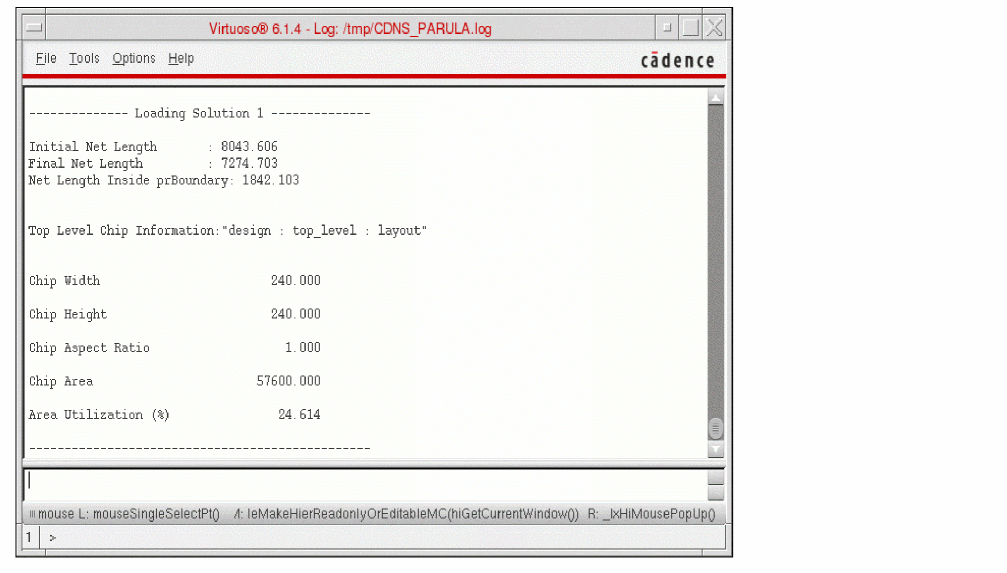 Virtuoso® 6.1.4 - Log: /tmp/CDNS_PARULA.log
File Tools Options Help
cādence
-------------- Loading Solution 1 --------------
Initial Net Length : 8043.606
Final Net Length : 7274.703
Net Length Inside prBoundary: 1842.103
Top Level Chip Information:"design : top_level : layout"
Chip Width 240.000
Chip Height 240.000
Chip Aspect Ratio 1.000
Chip Area 57600.000
Area Utilization (%) 24.614
------------------------------------------------
mouse L: mouseSingleSelectPt() M: leMakeHierReadonlyOrEditableMC(hiGetCurrentWindow()) R: _lxHiMousePopUp()
1 >